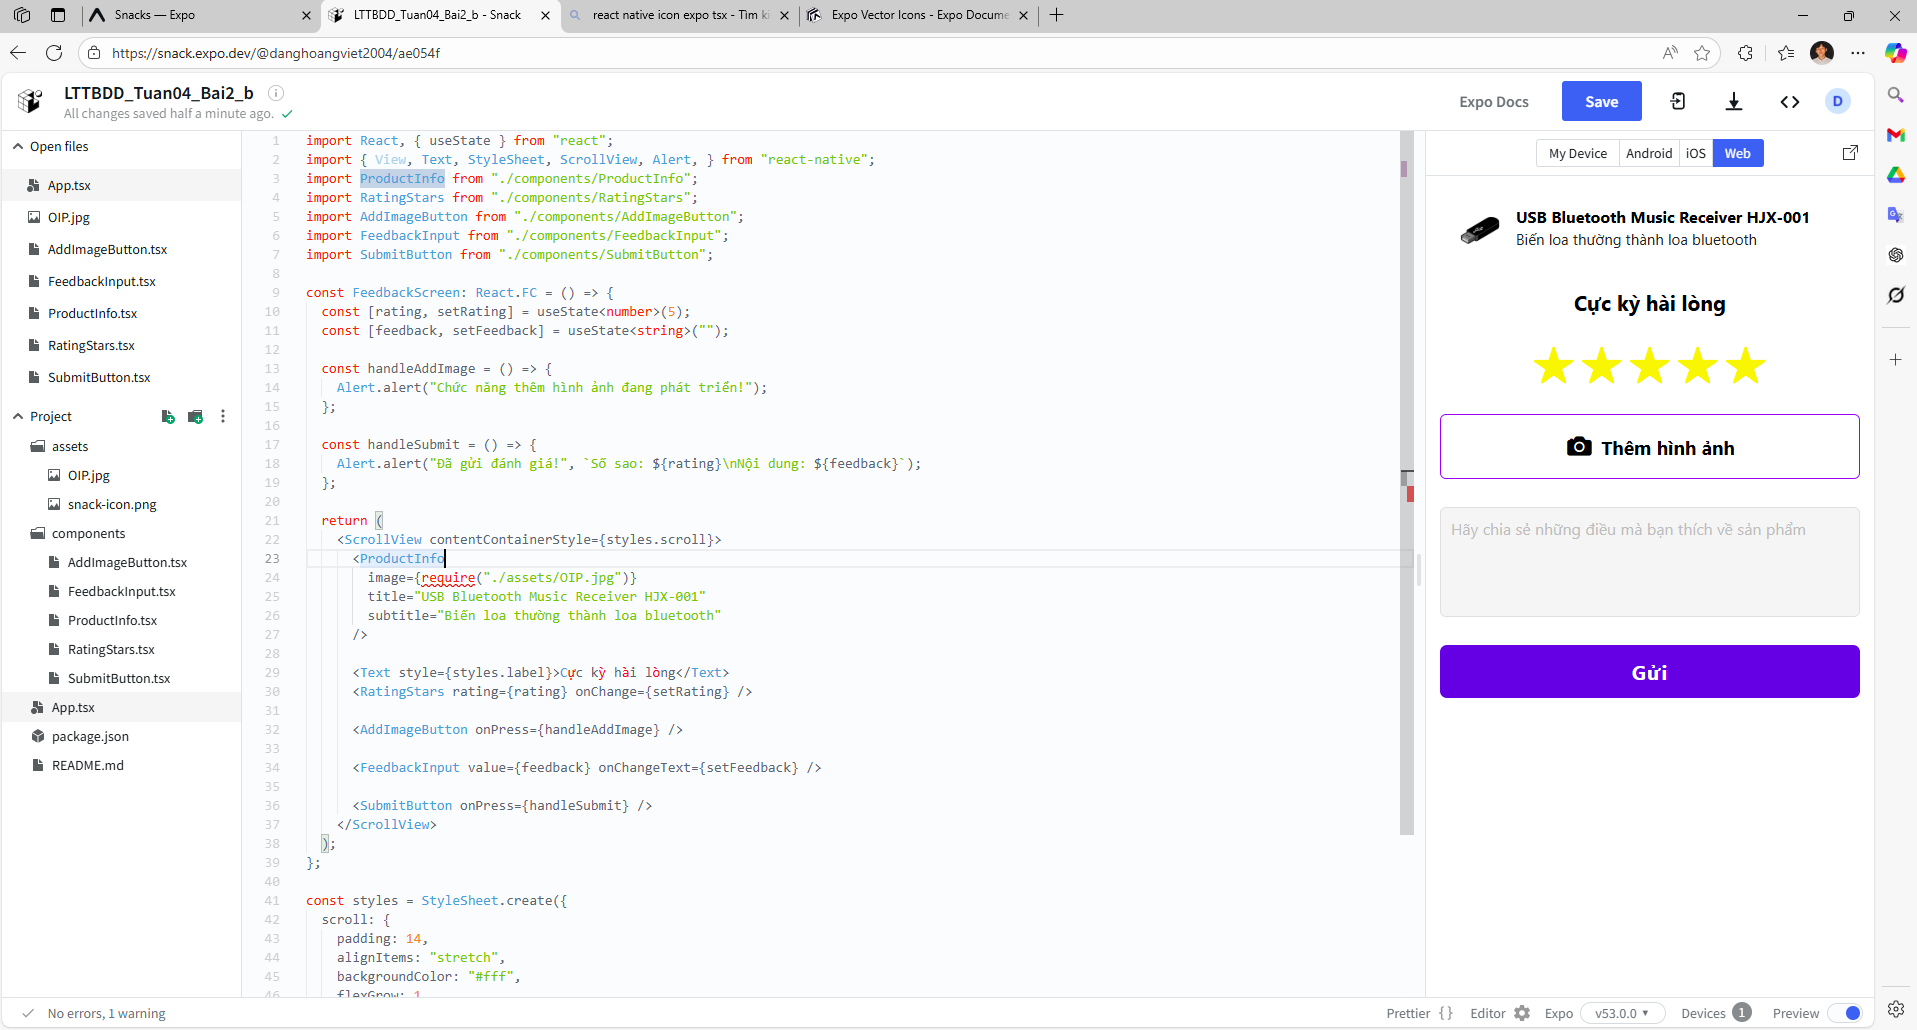 Snacks — Expo
LTTBDD_Tuan04_Bai2_b - Snack
react native icon expo tsx - Tìm ki
Expo Vector Icons - Expo Docume
https://snack.expo.dev/@danghoangviet2004/ae054f
LTTBDD_Tuan04_Bai2_b
All changes saved half a minute ago.
Expo Docs
Save
D
Open files
App.tsx
OIP.jpg
AddImageButton.tsx
FeedbackInput.tsx
ProductInfo.tsx
RatingStars.tsx
SubmitButton.tsx
Project
assets
OIP.jpg
snack-icon.png
components
AddImageButton.tsx
FeedbackInput.tsx
ProductInfo.tsx
RatingStars.tsx
SubmitButton.tsx
App.tsx
package.json
README.md
1 import React, { useState } from "react";
2 import { View, Text, StyleSheet, ScrollView, Alert, } from "react-native";
3 import ProductInfo from "./components/ProductInfo";
4 import RatingStars from "./components/RatingStars";
5 import AddImageButton from "./components/AddImageButton";
6 import FeedbackInput from "./components/FeedbackInput";
7 import SubmitButton from "./components/SubmitButton";
8
9 const FeedbackScreen: React.FC = () => {
10 const [rating, setRating] = useState<number>(5);
11 const [feedback, setFeedback] = useState<string>("");
12
13 const handleAddImage = () => {
14 Alert.alert("Chức năng thêm hình ảnh đang phát triển!");
15 };
16
17 const handleSubmit = () => {
18 Alert.alert("Đã gửi đánh giá!", `Số sao: ${rating}\nNội dung: ${feedback}`);
19 };
20
21 return (
22 <ScrollView contentContainerStyle={styles.scroll}>
23 <ProductInfo
24 image={require("./assets/OIP.jpg")}
25 title="USB Bluetooth Music Receiver HJX-001"
26 subtitle="Biến loa thường thành loa bluetooth"
27 />
28
29 <Text style={styles.label}>Cực kỳ hài lòng</Text>
30 <RatingStars rating={rating} onChange={setRating} />
31
32 <AddImageButton onPress={handleAddImage} />
33
34 <FeedbackInput value={feedback} onChangeText={setFeedback} />
35
36 <SubmitButton onPress={handleSubmit} />
37 </ScrollView>
38 );
39 };
40
41 const styles = StyleSheet.create({
42 scroll: {
43 padding: 14,
44 alignItems: "stretch",
45 backgroundColor: "#fff",
46 flexGrow: 1
My Device
Android
iOS
Web
USB Bluetooth Music Receiver HJX-001
Biến loa thường thành loa bluetooth
Cực kỳ hài lòng
Thêm hình ảnh
Hãy chia sẻ những điều mà bạn thích về sản phẩm
Gửi
No errors, 1 warning
Prettier { }
Editor
Expo
v53.0.0
Devices 1
Preview